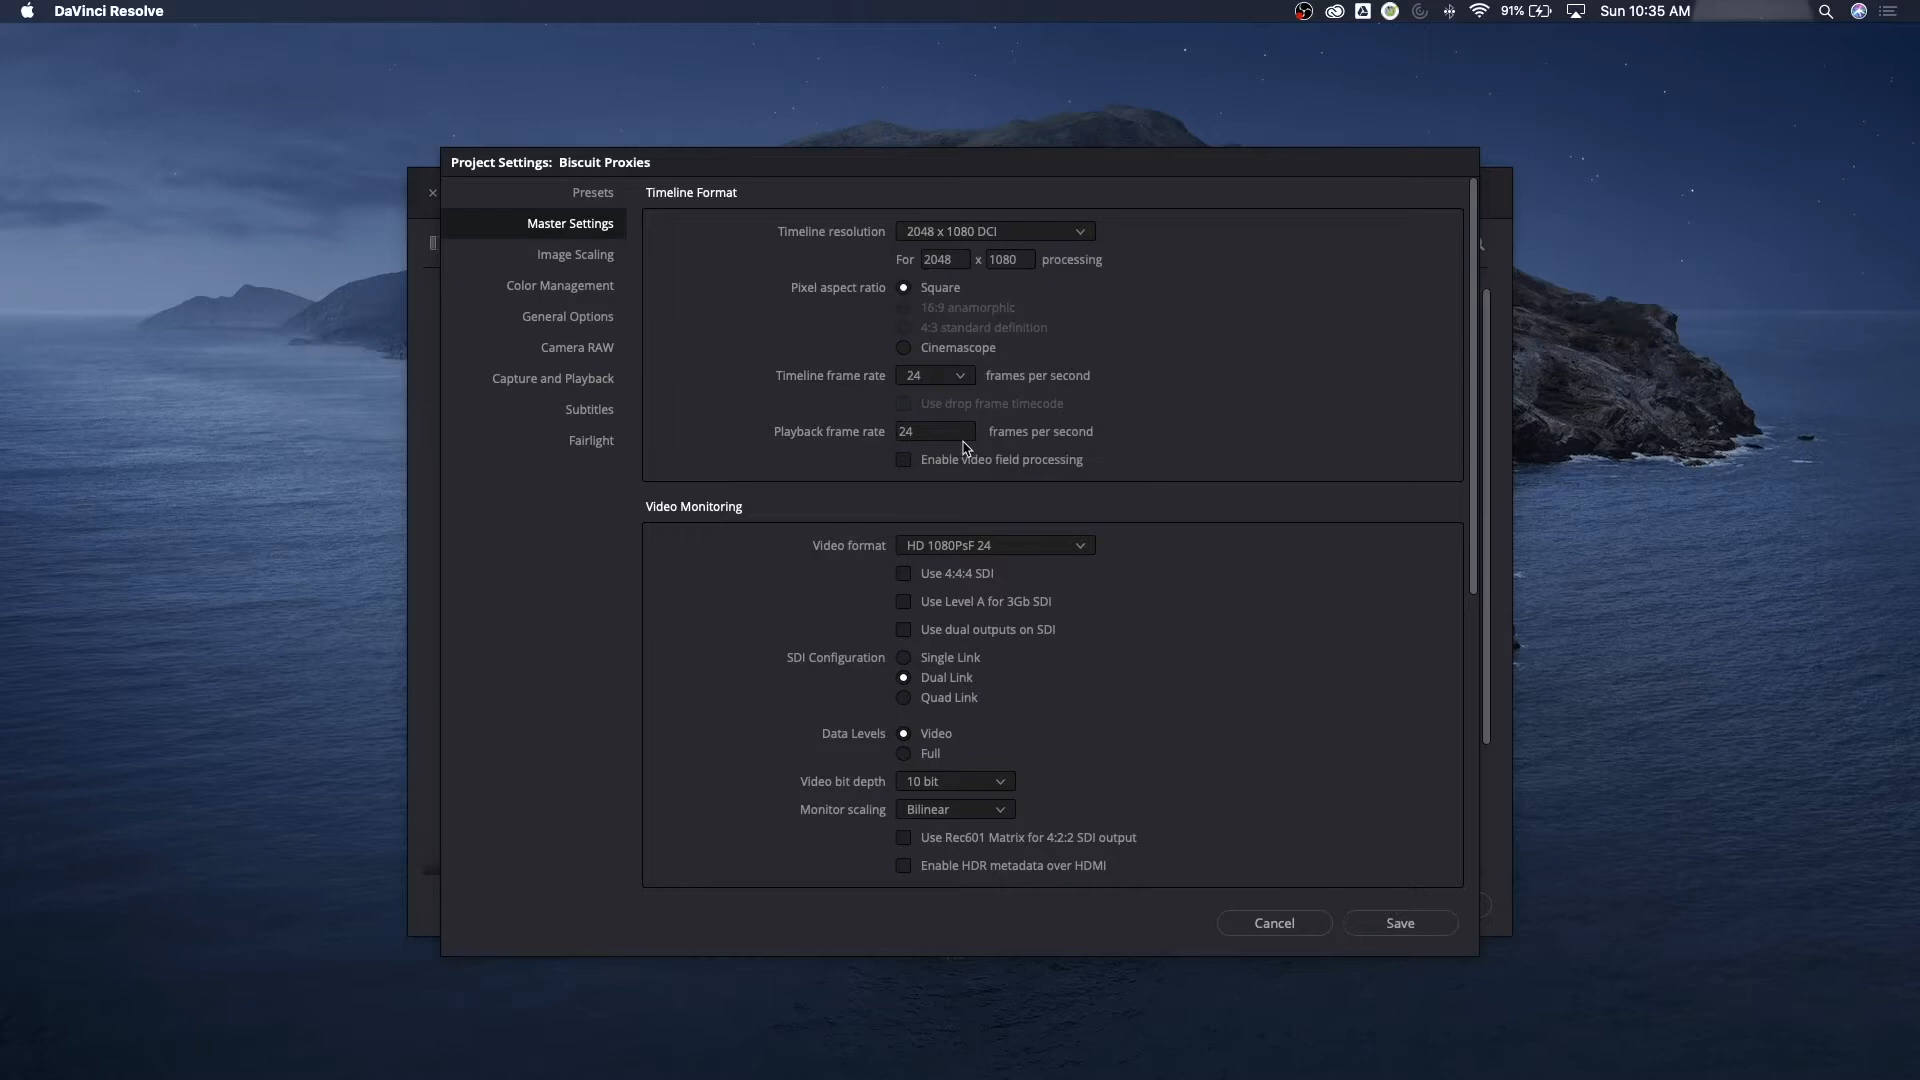 DaVinci Resolve
91%
Sun 10:35 AM
Project Settings: Biscuit Proxies
Presets
Master Settings
Image Scaling
Color Management
General Options
Camera RAW
Capture and Playback
Subtitles
Fairlight
Timeline Format
Timeline resolution 2048 x 1080 DCI
For 2048 x 1080 processing
Pixel aspect ratio Square
16:9 anamorphic
4:3 standard definition
Cinemascope
Timeline frame rate 24 frames per second
Use drop frame timecode
Playback frame rate 24 frames per second
Enable video field processing
Video Monitoring
Video format HD 1080PsF 24
Use 4:4:4 SDI
Use Level A for 3Gb SDI
Use dual outputs on SDI
SDI Configuration Single Link
Dual Link
Quad Link
Data Levels Video
Full
Video bit depth 10 bit
Monitor scaling Bilinear
Use Rec601 Matrix for 4:2:2 SDI output
Enable HDR metadata over HDMI
Cancel Save